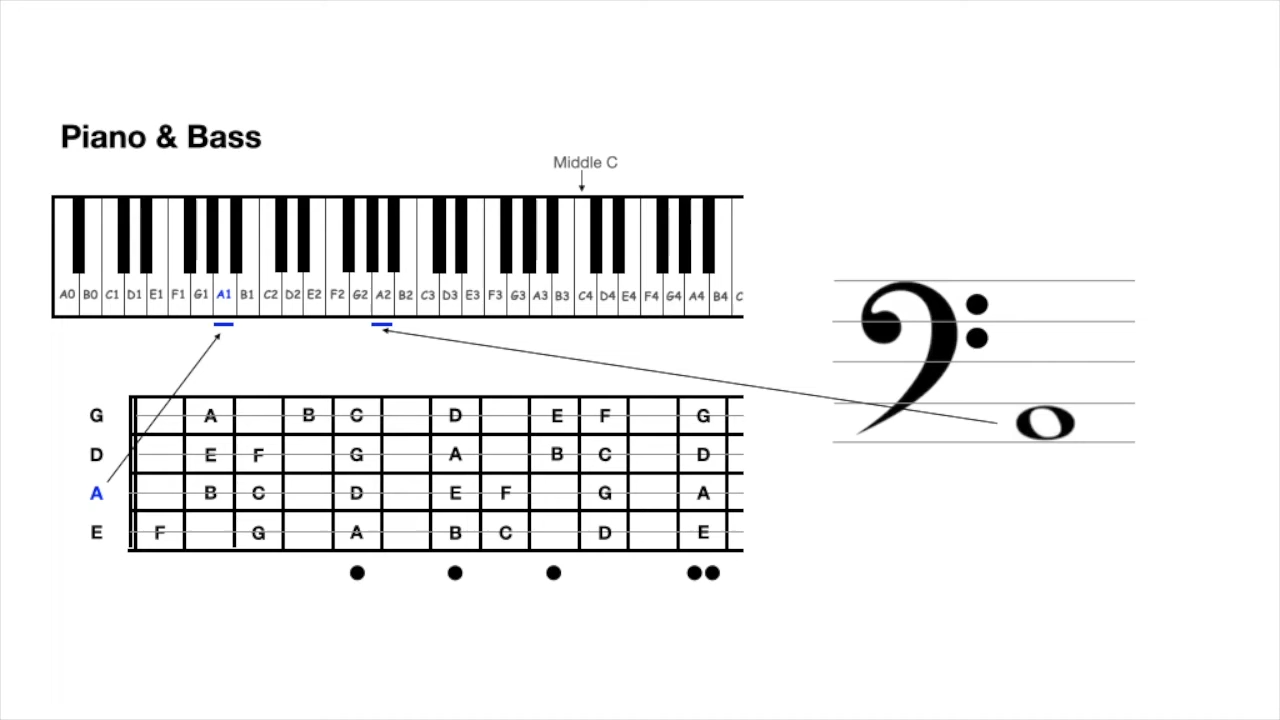 Piano & Bass
Middle C
A0 B0 C1 D1 E1 F1 G1 A1 B1 C2 D2 E2 F2 G2 A2 B2 C3 D3 E3 F3 G3 A3 B3 C4 D4 E4 F4 G4 A4 B4 C
G A B C D E F G
D E F G A B C D
A B C D E F G A
E F G A B C D E